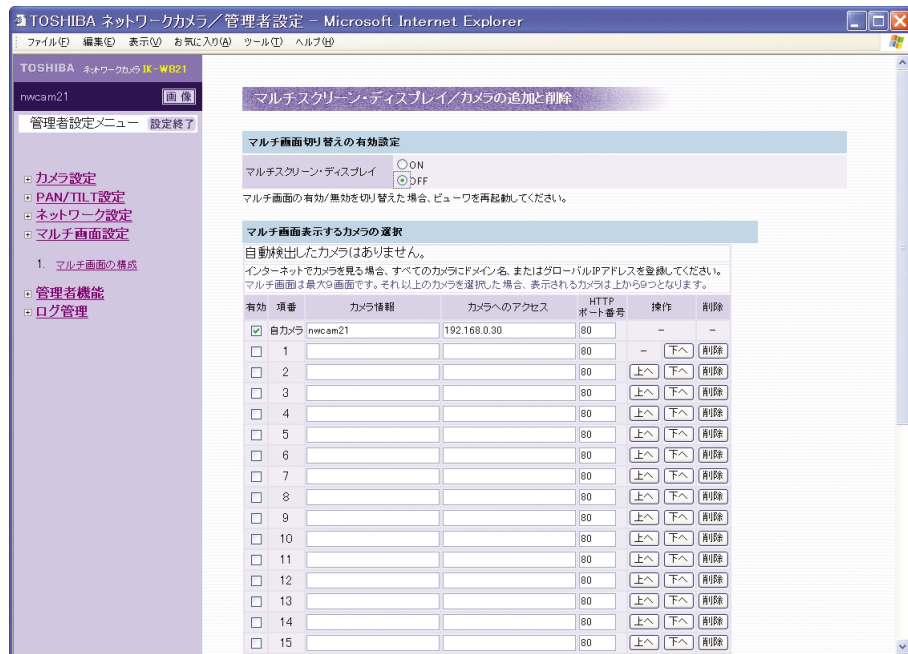 TOSHIBA ネットワークカメラ／管理者設定 - Microsoft Internet Explorer
ファイル(F) 編集(E) 表示(V) お気に入り(A) ツール(T) ヘルプ(H)
TOSHIBA ネットワークカメラ IK-WB21
nwcam21 画像
管理者設定メニュー 設定終了
カメラ設定
PAN/TILT設定
ネットワーク設定
マルチ画面設定
1. マルチ画面の構成
管理者機能
ログ管理
マルチスクリーン・ディスプレイ／カメラの追加と削除
マルチ画面切り替えの有効設定
マルチスクリーン・ディスプレイ ON
OFF
マルチ画面の有効/無効を切り替えた場合、ビューワを再起動してください。
マルチ画面表示するカメラの選択
自動検出したカメラはありません。
インターネットでカメラを見る場合、すべてのカメラにドメイン名、またはグローバルIPアドレスを登録してください。
マルチ画面は最大9画面です。それ以上のカメラを選択した場合、表示されるカメラは上から9つとなります。
有効 項番 カメラ情報 カメラへのアクセス HTTPポート番号 操作 削除
自カメラ nwcam21 192.168.0.30 80 - -
1 80 - 下へ 削除
2 80 上へ 下へ 削除
3 80 上へ 下へ 削除
4 80 上へ 下へ 削除
5 80 上へ 下へ 削除
6 80 上へ 下へ 削除
7 80 上へ 下へ 削除
8 80 上へ 下へ 削除
9 80 上へ 下へ 削除
10 80 上へ 下へ 削除
11 80 上へ 下へ 削除
12 80 上へ 下へ 削除
13 80 上へ 下へ 削除
14 80 上へ 下へ 削除
15 80 上へ 下へ 削除